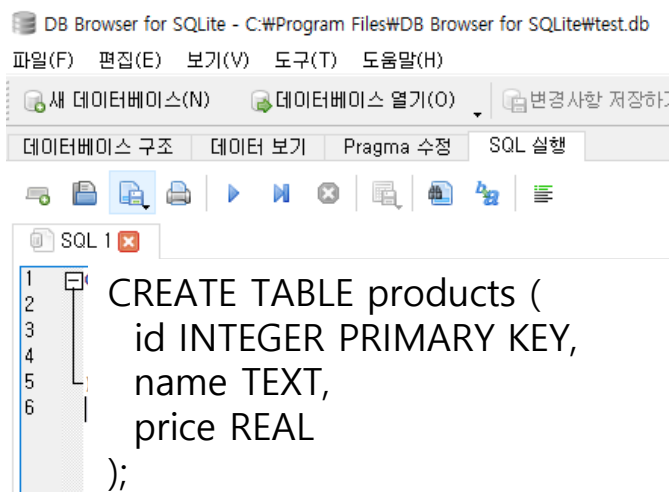 DB Browser for SQLite - C:₩Program Files₩DB Browser for SQLite₩test.db
파일(F) 편집(E) 보기(V) 도구(T) 도움말(H)
새 데이터베이스(N) 데이터베이스 열기(O) 변경사항 저장하기
데이터베이스 구조 데이터 보기 Pragma 수정 SQL 실행
SQL 1
1
2
3
4
5
6
CREATE TABLE products (
id INTEGER PRIMARY KEY,
name TEXT,
price REAL
);